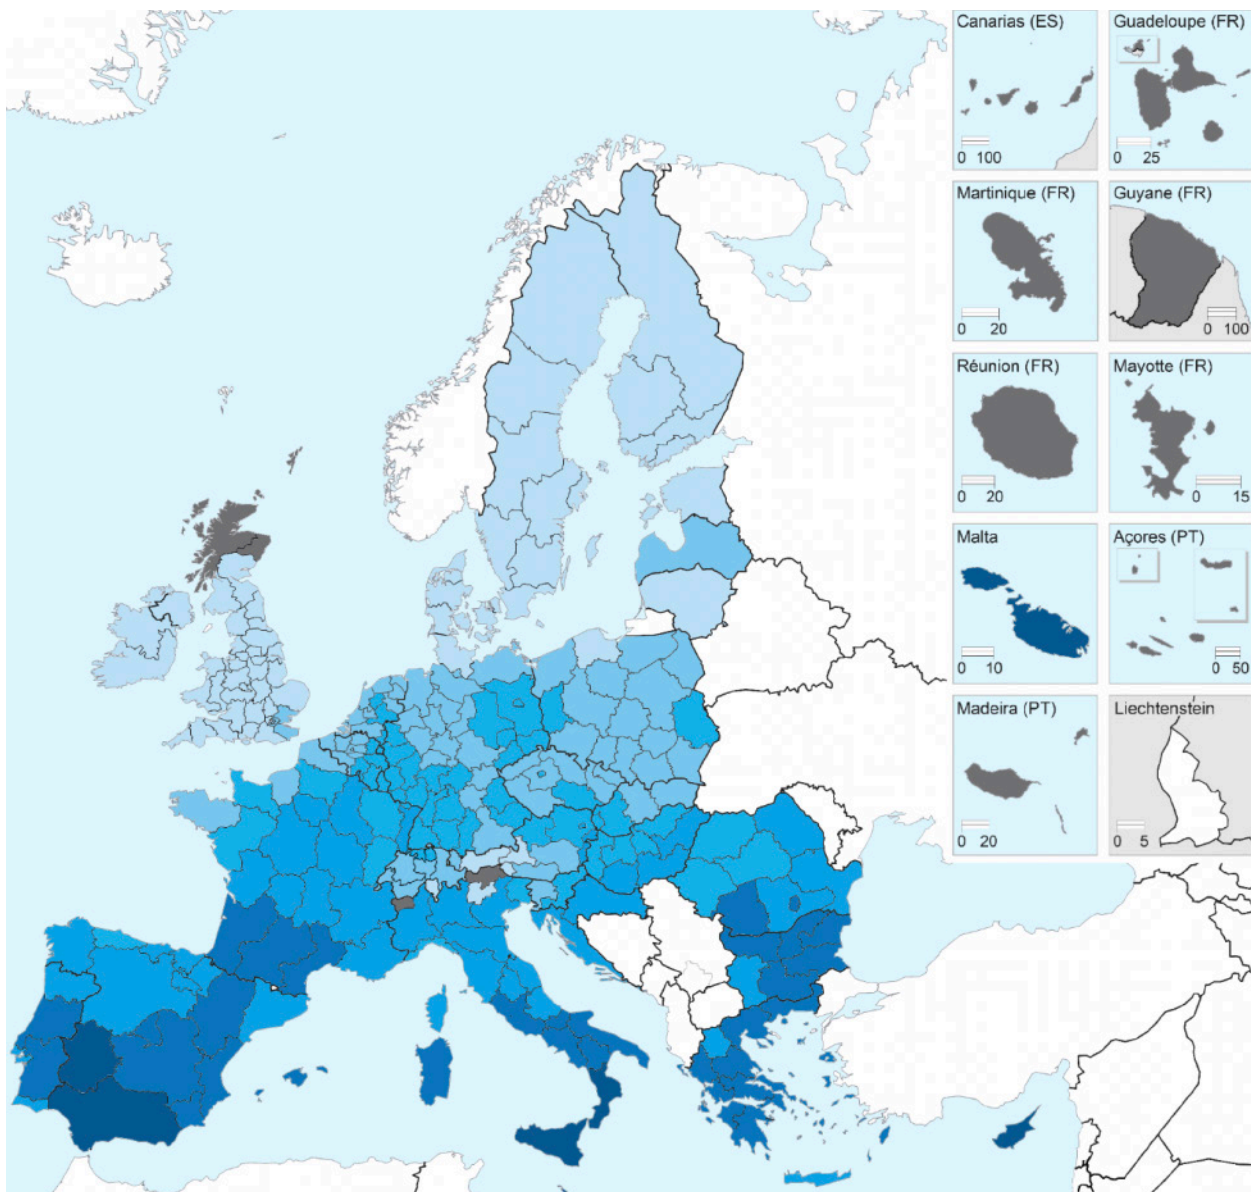 Canarias (ES)
0 100
Guadeloupe (FR)
0 25
Martinique (FR)
0 20
Guyane (FR)
0 100
Réunion (FR)
0 20
Mayotte (FR)
0 15
Malta
0 10
Açores (PT)
0 50
Madeira (PT)
0 20
Liechtenstein
0 5